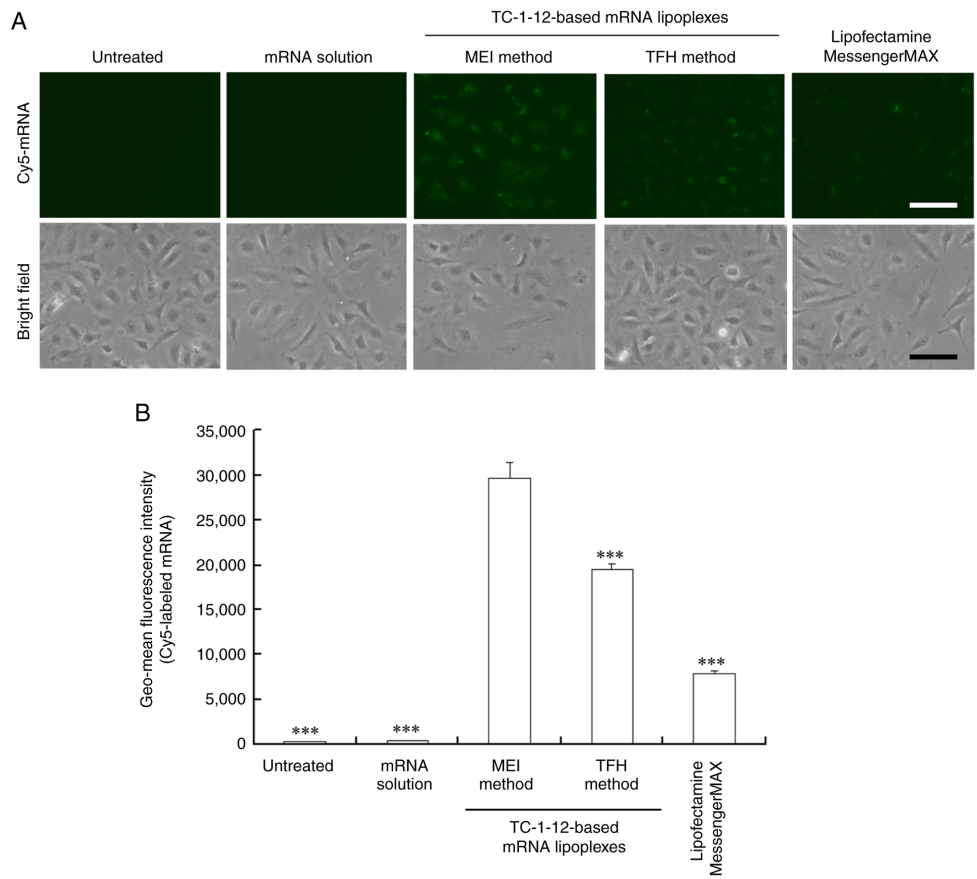 A
TC-1-12-based mRNA lipoplexes
Untreated
mRNA solution
MEI method
TFH method
Lipofectamine
MessengerMAX
Cy5-mRNA
Bright field
B
Geo-mean fluorescence intensity
(Cy5-labeled mRNA)
35,000
30,000
25,000
20,000
15,000
10,000
5,000
0
***
***
***
***
Untreated
mRNA
solution
MEI
method
TFH
method
Lipofectamine
MessengerMAX
TC-1-12-based
mRNA lipoplexes